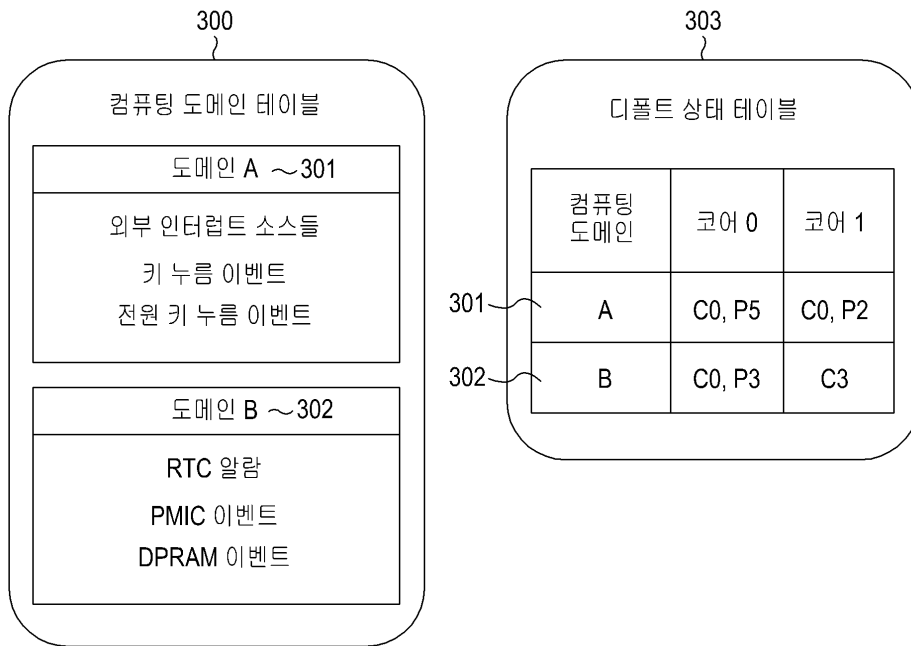 300
컴퓨팅 도메인 테이블
도메인 A ~301
외부 인터럽트 소스들
키 누름 이벤트
전원 키 누름 이벤트
도메인 B ~302
RTC 알람
PMIC 이벤트
DPRAM 이벤트
303
디폴트 상태 테이블
컴퓨팅
도메인
코어 0
코어 1
301
A
C0, P5
C0, P2
302
B
C0, P3
C3